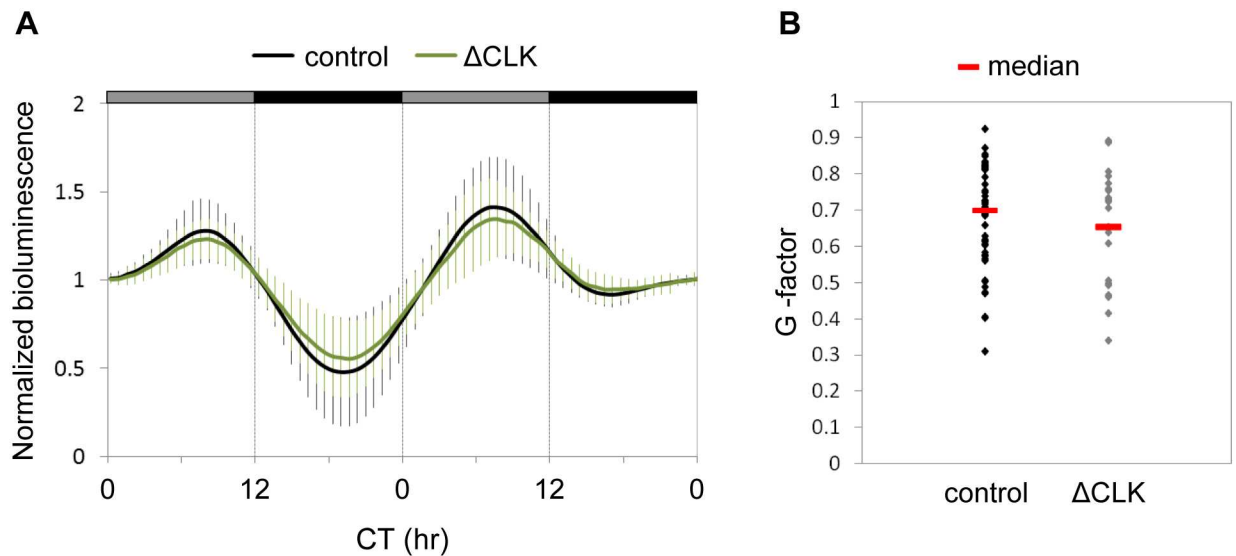 A
control ΔCLK
2
1.5
1
0.5
0
Normalized bioluminescence
0 12 0 12 0
CT (hr)
B
median
1
0.9
0.8
0.7
0.6
0.5
0.4
0.3
0.2
0.1
0
G -factor
control ΔCLK